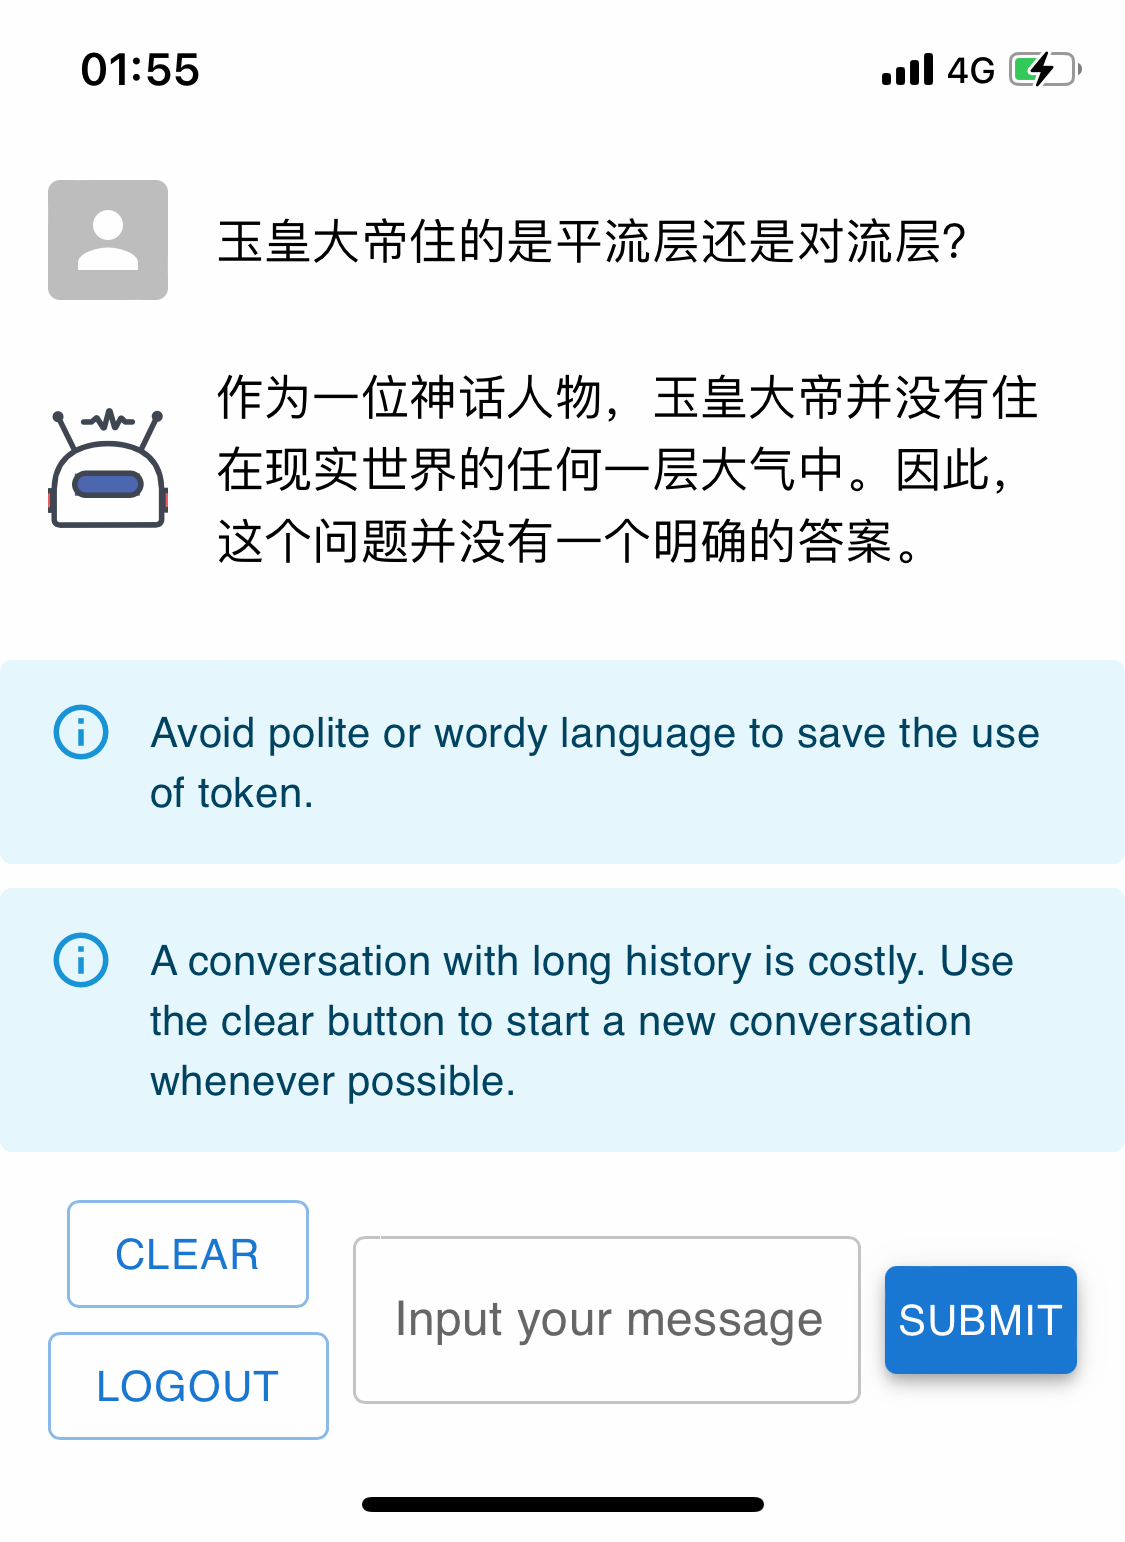 01:55
4G
玉皇大帝住的是平流层还是对流层?
作为一位神话人物，玉皇大帝并没有住
在现实世界的任何一层大气中。因此，
这个问题并没有一个明确的答案。
Avoid polite or wordy language to save the use
of token.
A conversation with long history is costly. Use
the clear button to start a new conversation
whenever possible.
CLEAR
Input your message
SUBMIT
LOGOUT